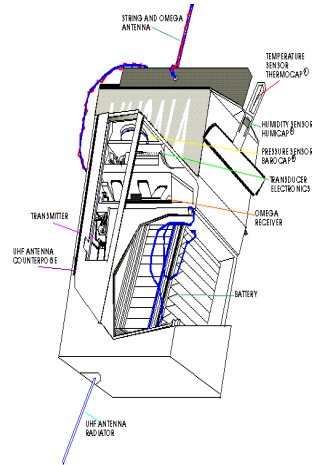 STRING AND OMEGA
ANTENNA
TEMPERATURE
SENSOR
THERMOCAP®
HUMIDITY SENSOR
HUMICAP®
PRESSURE SENSOR
BAROCAP®
TRANSDUCER
ELECTRONICS
OMEGA
RECEIVER
TRANSMITTER
UHF ANTENNA
COUNTERPOISE
BATTERY
UHF ANTENNA
RADIATOR